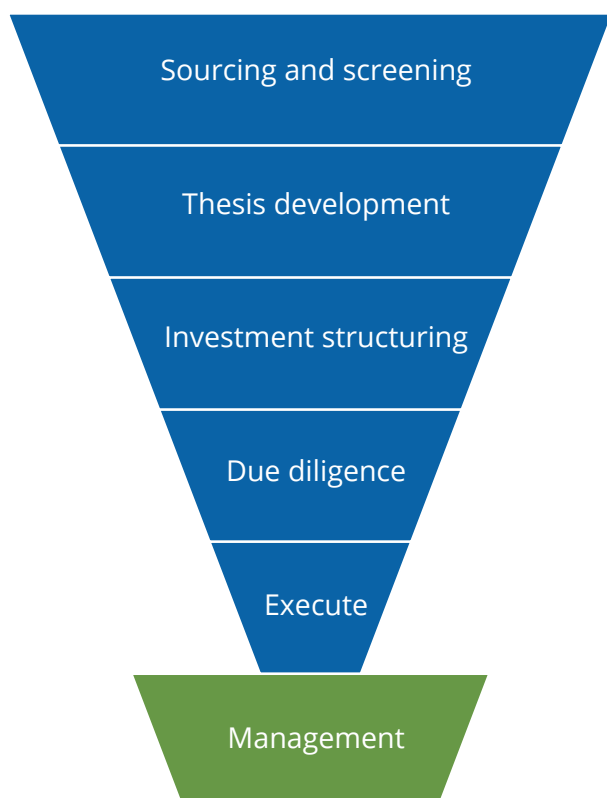 Sourcing and screening
Thesis development
Investment structuring
Due diligence
Execute
Management